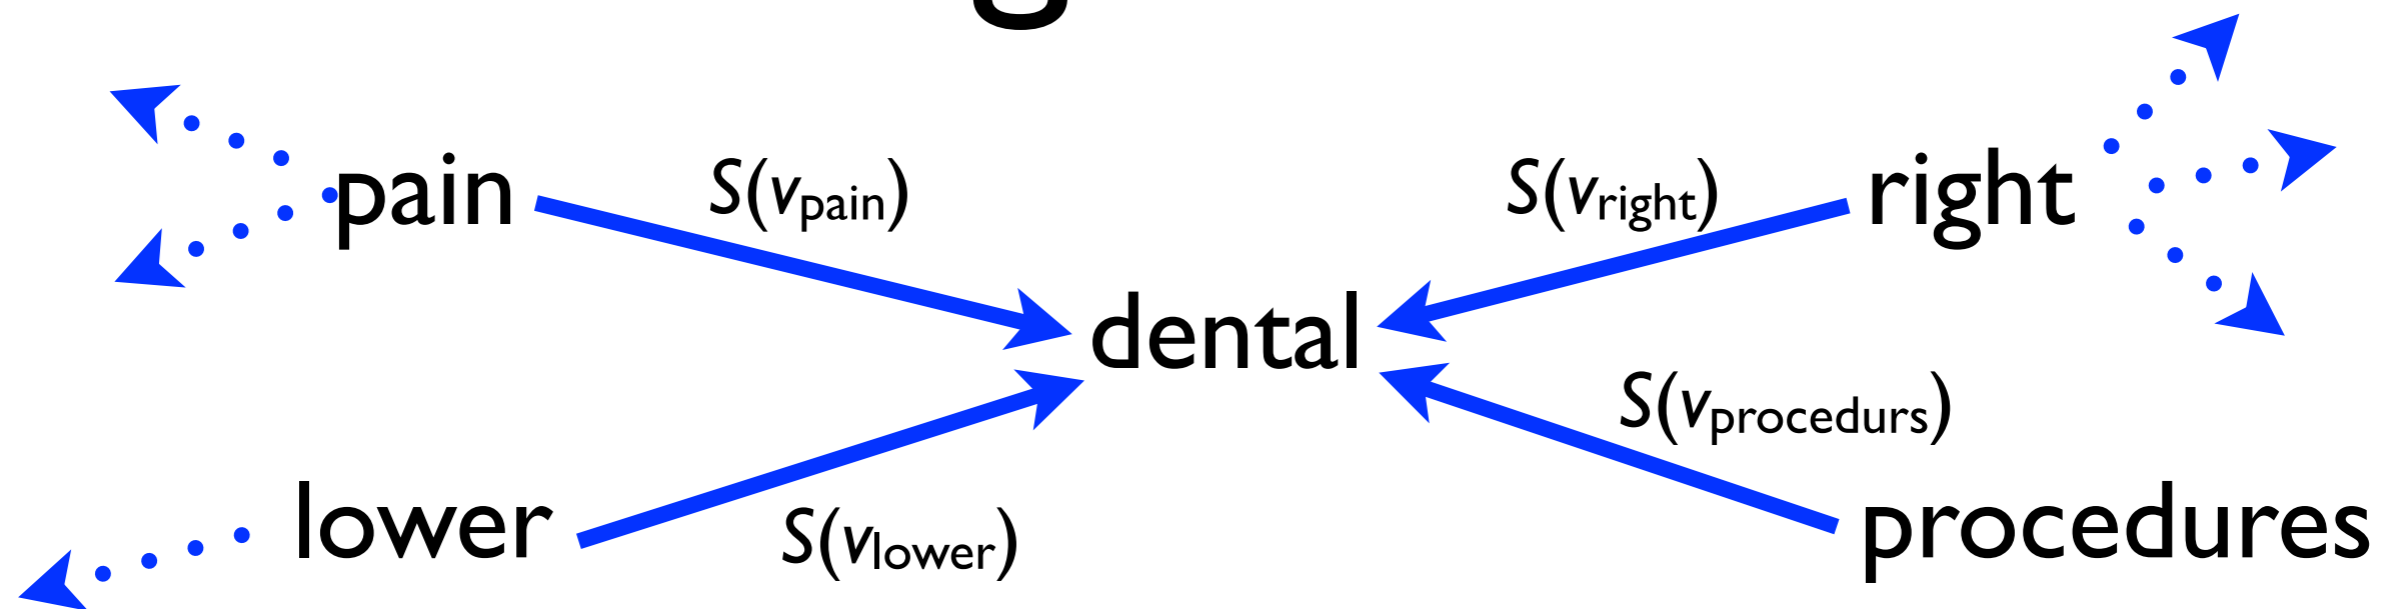 pain S(vpain) S(vright) right
dental
S(vprocedurs)
lower S(vlower) procedures